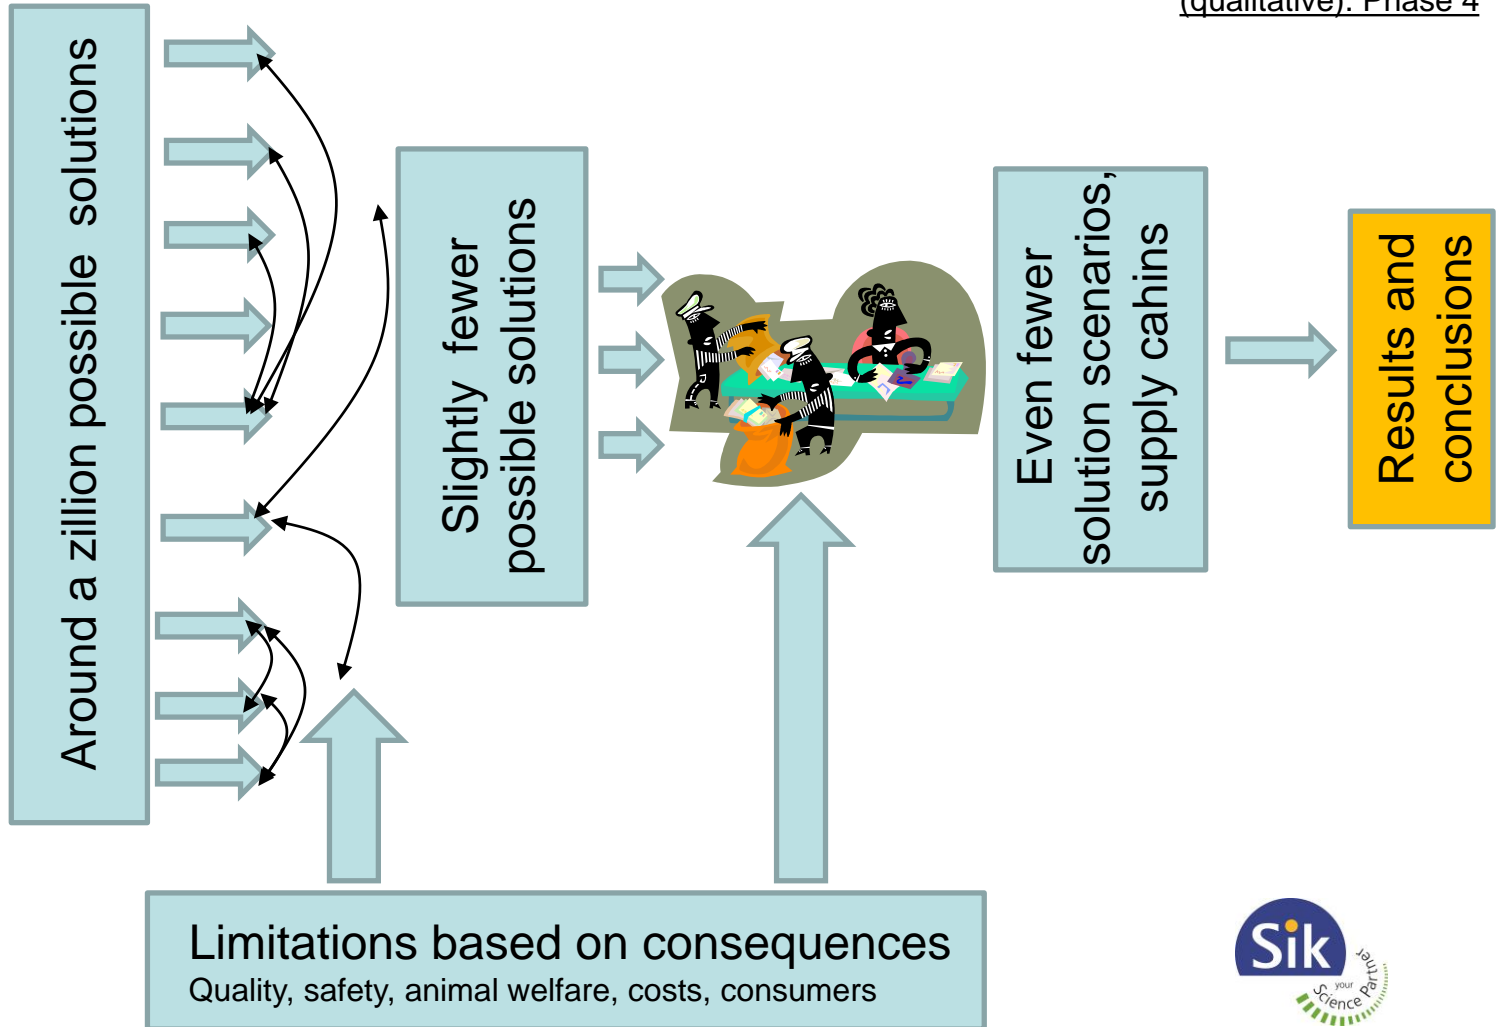 (qualitative). Phase 4
Around a zillion possible solutions
Slightly fewer
possible solutions
Even fewer
solution scenarios,
supply cahins
Results and
conclusions
Limitations based on consequences
Quality, safety, animal welfare, costs, consumers
Sik
your
Science Partner